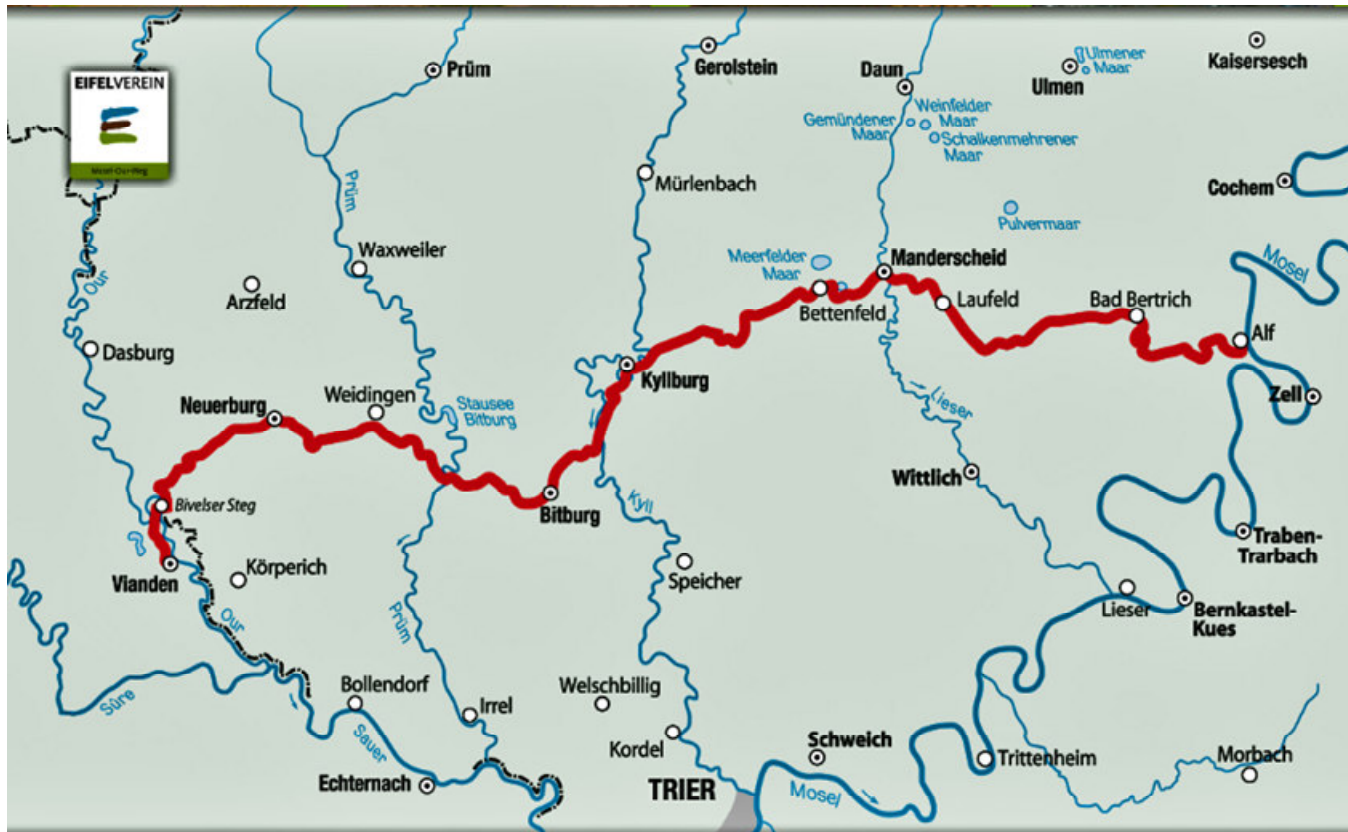 EIFELVEREIN
Mosel-Our-Weg
Prüm
Gerolstein
Daun
Ulmen
Ulmener
Maar
Kaisersesch
Gemündener
Maar
Weinfelder
Maar
Schalkenmehrener
Maar
Cochem
Prüm
Mürlenbach
Pulvermaar
Our
Arzfeld
Waxweiler
Meerfelder
Maar
Manderscheid
Mosel
Bettenfeld
Laufeld
Bad Bertrich
Alf
Dasburg
Kyllburg
Zell
Neuerburg
Weidingen
Stausee
Bitburg
Lieser
Wittlich
Bivelser Steg
Bitburg
Kyll
Traben-
Trarbach
Vianden
Körperich
Speicher
Lieser
Bernkastel-
Kues
Our
Prüm
Sûre
Bollendorf
Irrel
Welschbillig
Kordel
Sauer
Schweich
Trittenheim
Morbach
Echternach
TRIER
Mosel